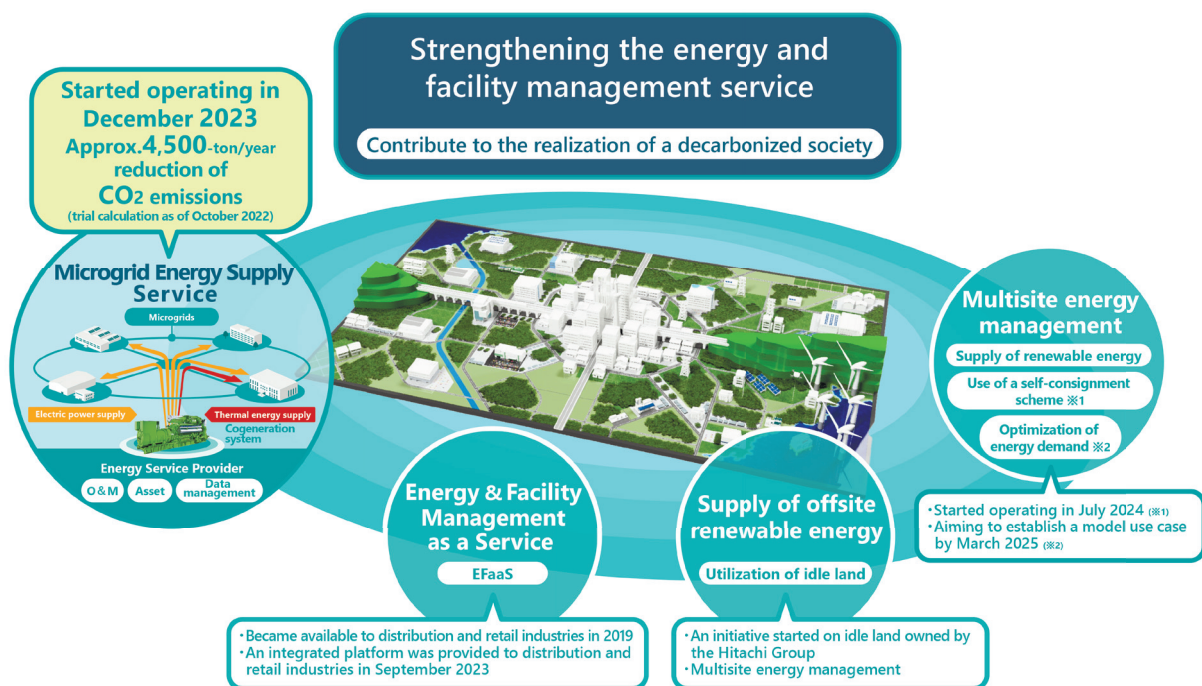 Strengthening the energy and
facility management service
Contribute to the realization of a decarbonized society
Started operating in
December 2023
Approx.4,500-ton/year
reduction of
CO2 emissions
(trial calculation as of October 2022)
Microgrid Energy Supply
Service
Microgrids
Electric power supply
Thermal energy supply
Cogeneration
system
Energy Service Provider
O&M
Asset
Data
management
Energy & Facility
Management
as a Service
EFaaS
・Became available to distribution and retail industries in 2019
・An integrated platform was provided to distribution and
retail industries in September 2023
Supply of offsite
renewable energy
Utilization of idle land
・An initiative started on idle land owned by
the Hitachi Group
・Multisite energy management
Multisite energy
management
Supply of renewable energy
Use of a self-consignment
scheme ※1
Optimization of
energy demand ※2
・Started operating in July 2024 (※1)
・Aiming to establish a model use case
by March 2025 (※2)